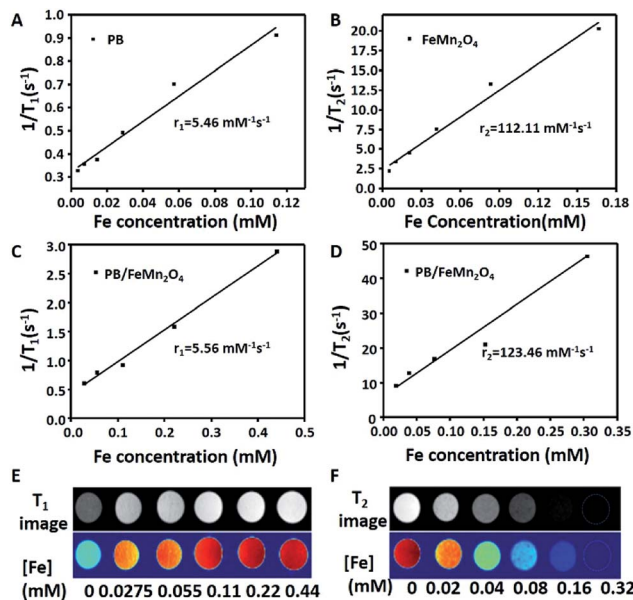 A
PB
1/T₁(s⁻¹)
1.0
0.9
0.8
0.7
0.6
0.5
0.4
0.3
r₁=5.46 mM⁻¹s⁻¹
0.00 0.02 0.04 0.06 0.08 0.10 0.12 0.14
Fe concentration (mM)
B
FeMn₂O₄
1/T₂(s⁻¹)
20.0
17.5
15.0
12.5
10.0
7.5
5.0
2.5
0.0
r₂=112.11 mM⁻¹s⁻¹
0.00 0.03 0.06 0.09 0.12 0.15 0.18
Fe Concentration(mM)
C
PB/FeMn₂O₄
1/T₁(s⁻¹)
3.0
2.5
2.0
1.5
1.0
0.5
0.0
r₁=5.56 mM⁻¹s⁻¹
0.0 0.1 0.2 0.3 0.4 0.5
Fe concentration (mM)
D
PB/FeMn₂O₄
1/T₂(s⁻¹)
50
40
30
20
10
0
r₂=123.46 mM⁻¹s⁻¹
0.00 0.05 0.10 0.15 0.20 0.25 0.30 0.35
Fe concentration (mM)
E
T₁
image
[Fe]
(mM) 0 0.0275 0.055 0.11 0.22 0.44
F
T₂
image
[Fe]
(mM) 0 0.02 0.04 0.08 0.16 0.32